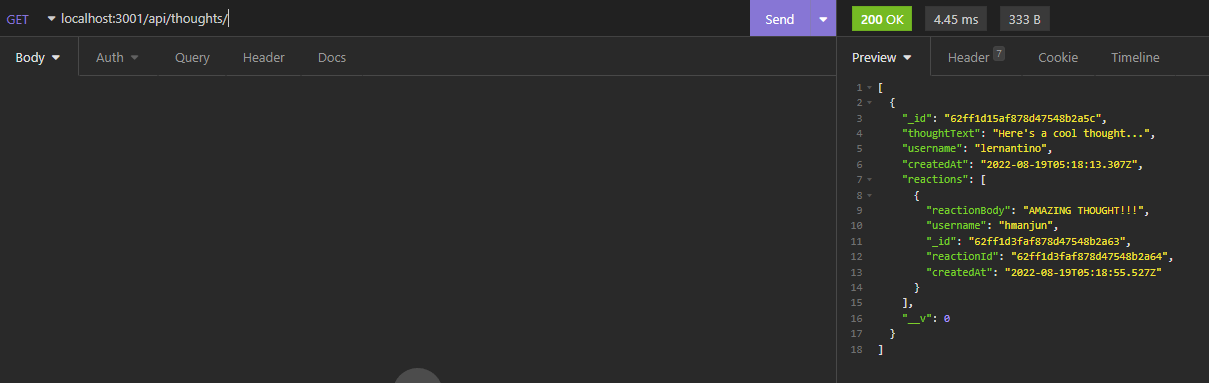 GET localhost:3001/api/thoughts/ Send 200 OK 4.45 ms 333 B
Body Auth Query Header Docs Preview Header 7 Cookie Timeline
1 [
2 {
3 "_id": "62ff1d15af878d47548b2a5c",
4 "thoughtText": "Here's a cool thought...",
5 "username": "lernantino",
6 "createdAt": "2022-08-19T05:18:13.307Z",
7 "reactions": [
8 {
9 "reactionBody": "AMAZING THOUGHT!!!",
10 "username": "hmanjun",
11 "_id": "62ff1d3faf878d47548b2a63",
12 "reactionId": "62ff1d3faf878d47548b2a64",
13 "createdAt": "2022-08-19T05:18:55.527Z"
14 }
15 ],
16 "__v": 0
17 }
18 ]